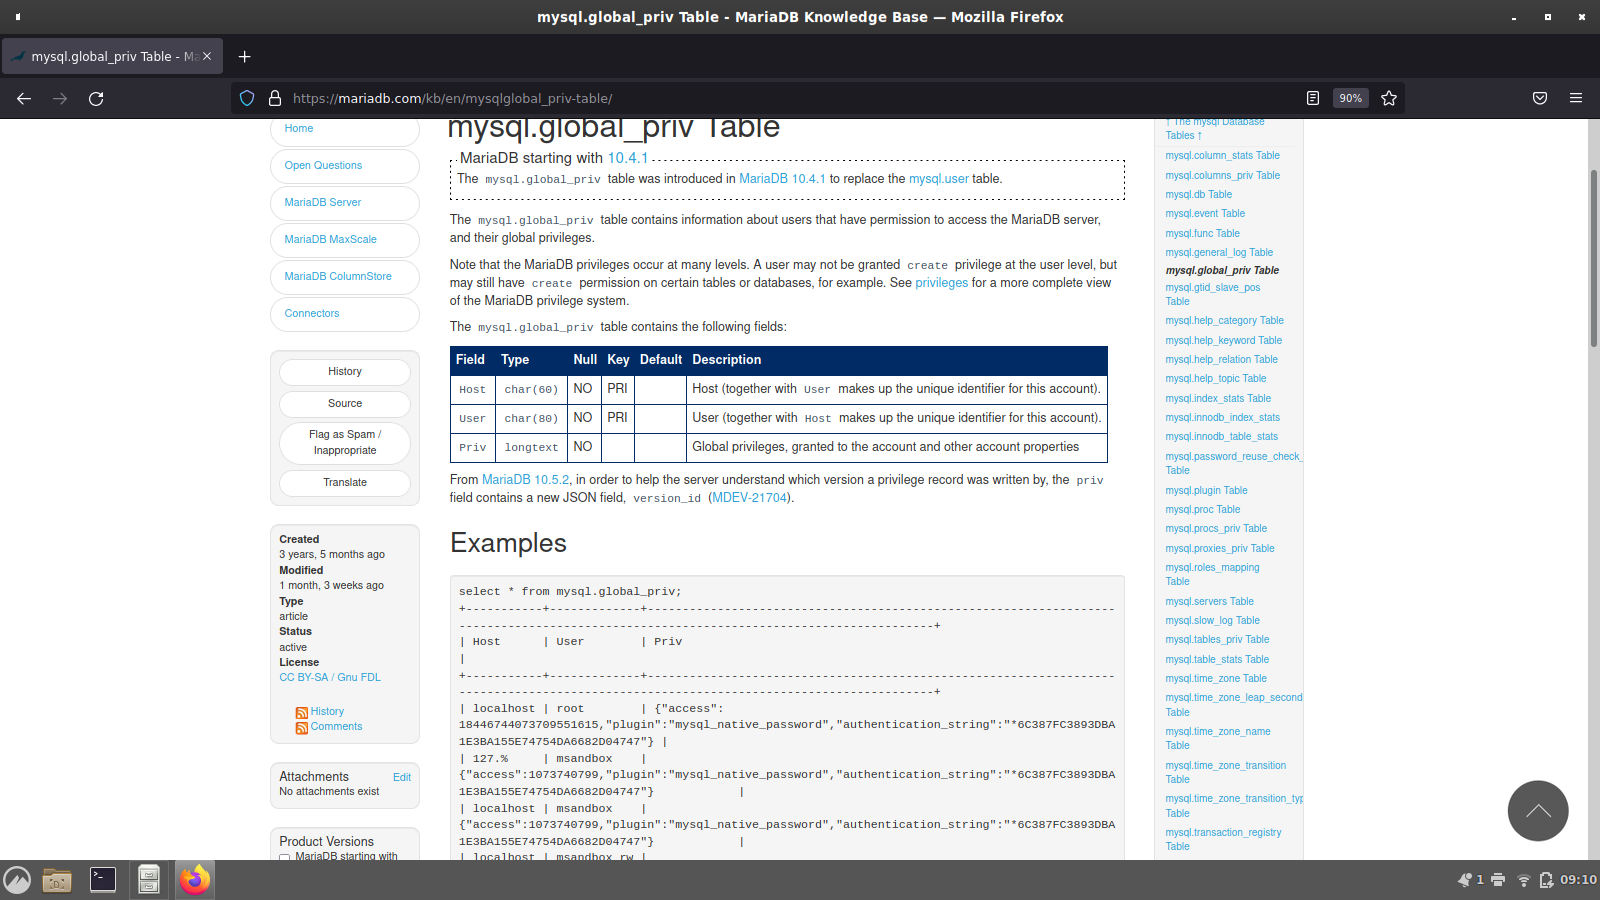 mysql.global_priv Table - MariaDB Knowledge Base — Mozilla Firefox
mysql.global_priv Table - Ma
https://mariadb.com/kb/en/mysqlglobal_priv-table/
90%
Home
Open Questions
MariaDB Server
MariaDB MaxScale
MariaDB ColumnStore
Connectors
History
Source
Flag as Spam /
Inappropriate
Translate
Created
3 years, 5 months ago
Modified
1 month, 3 weeks ago
Type
article
Status
active
License
CC BY-SA / Gnu FDL
History
Comments
Attachments Edit
No attachments exist
Product Versions
MariaDB starting with
mysql.global_priv Table
MariaDB starting with 10.4.1
The mysql.global_priv table was introduced in MariaDB 10.4.1 to replace the mysql.user table.
The mysql.global_priv table contains information about users that have permission to access the MariaDB server,
and their global privileges.
Note that the MariaDB privileges occur at many levels. A user may not be granted create privilege at the user level, but
may still have create permission on certain tables or databases, for example. See privileges for a more complete view
of the MariaDB privilege system.
The mysql.global_priv table contains the following fields:
Field Type Null Key Default Description
Host char(60) NO PRI Host (together with User makes up the unique identifier for this account).
User char(80) NO PRI User (together with Host makes up the unique identifier for this account).
Priv longtext NO Global privileges, granted to the account and other account properties
From MariaDB 10.5.2, in order to help the server understand which version a privilege record was written by, the priv
field contains a new JSON field, version_id (MDEV-21704).
Examples
select * from mysql.global_priv;
+-----------+-------------+-------------------------------------------------------------------
--------------------------------------------------------------------+
| Host      | User        | Priv
|
+-----------+-------------+-------------------------------------------------------------------
--------------------------------------------------------------------+
| localhost | root        | {"access":
18446744073709551615,"plugin":"mysql_native_password","authentication_string":"*6C387FC3893DBA
1E3BA155E74754DA6682D04747"} |
| 127.%     | msandbox    |
{"access":1073740799,"plugin":"mysql_native_password","authentication_string":"*6C387FC3893DBA
1E3BA155E74754DA6682D04747"}            |
| localhost | msandbox    |
{"access":1073740799,"plugin":"mysql_native_password","authentication_string":"*6C387FC3893DBA
1E3BA155E74754DA6682D04747"}            |
| localhost | msandbox_rw |
↑ The mysql Database
Tables ↑
mysql.column_stats Table
mysql.columns_priv Table
mysql.db Table
mysql.event Table
mysql.func Table
mysql.general_log Table
mysql.global_priv Table
mysql.gtid_slave_pos
Table
mysql.help_category Table
mysql.help_keyword Table
mysql.help_relation Table
mysql.help_topic Table
mysql.index_stats Table
mysql.innodb_index_stats
mysql.innodb_table_stats
mysql.password_reuse_check_
Table
mysql.plugin Table
mysql.proc Table
mysql.procs_priv Table
mysql.proxies_priv Table
mysql.roles_mapping
Table
mysql.servers Table
mysql.slow_log Table
mysql.tables_priv Table
mysql.table_stats Table
mysql.time_zone Table
mysql.time_zone_leap_second
Table
mysql.time_zone_name
Table
mysql.time_zone_transition
Table
mysql.time_zone_transition_typ
Table
mysql.transaction_registry
Table
1
09:10